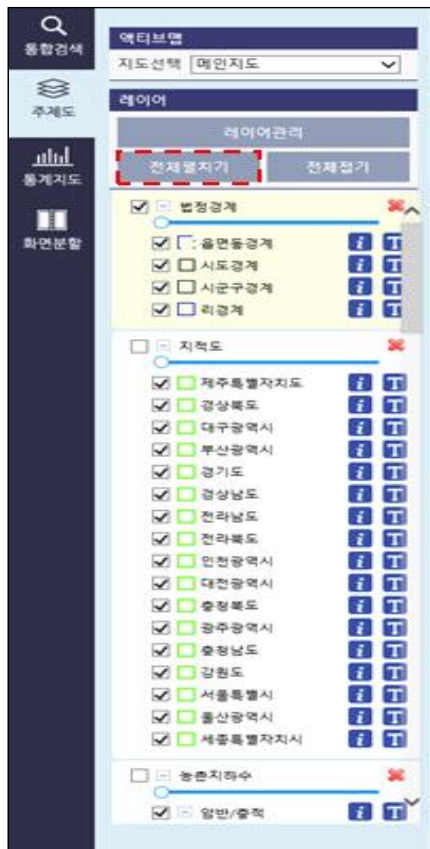 통합검색
주제도
통계지도
화면분할
액티브맵
지도선택 메인지도
레이어
레이어관리
전체펼치기 전체접기
법정경계
읍면동경계 i T
시도경계 i T
시군구경계 i T
리경계 i T
지적도
제주특별자치도 i T
경상북도 i T
대구광역시 i T
부산광역시 i T
경기도 i T
경상남도 i T
전라남도 i T
전라북도 i T
인천광역시 i T
대전광역시 i T
충청북도 i T
광주광역시 i T
충청남도 i T
강원도 i T
서울특별시 i T
울산광역시 i T
세종특별자치시 i T
농촌지하수
암반/충적 i T